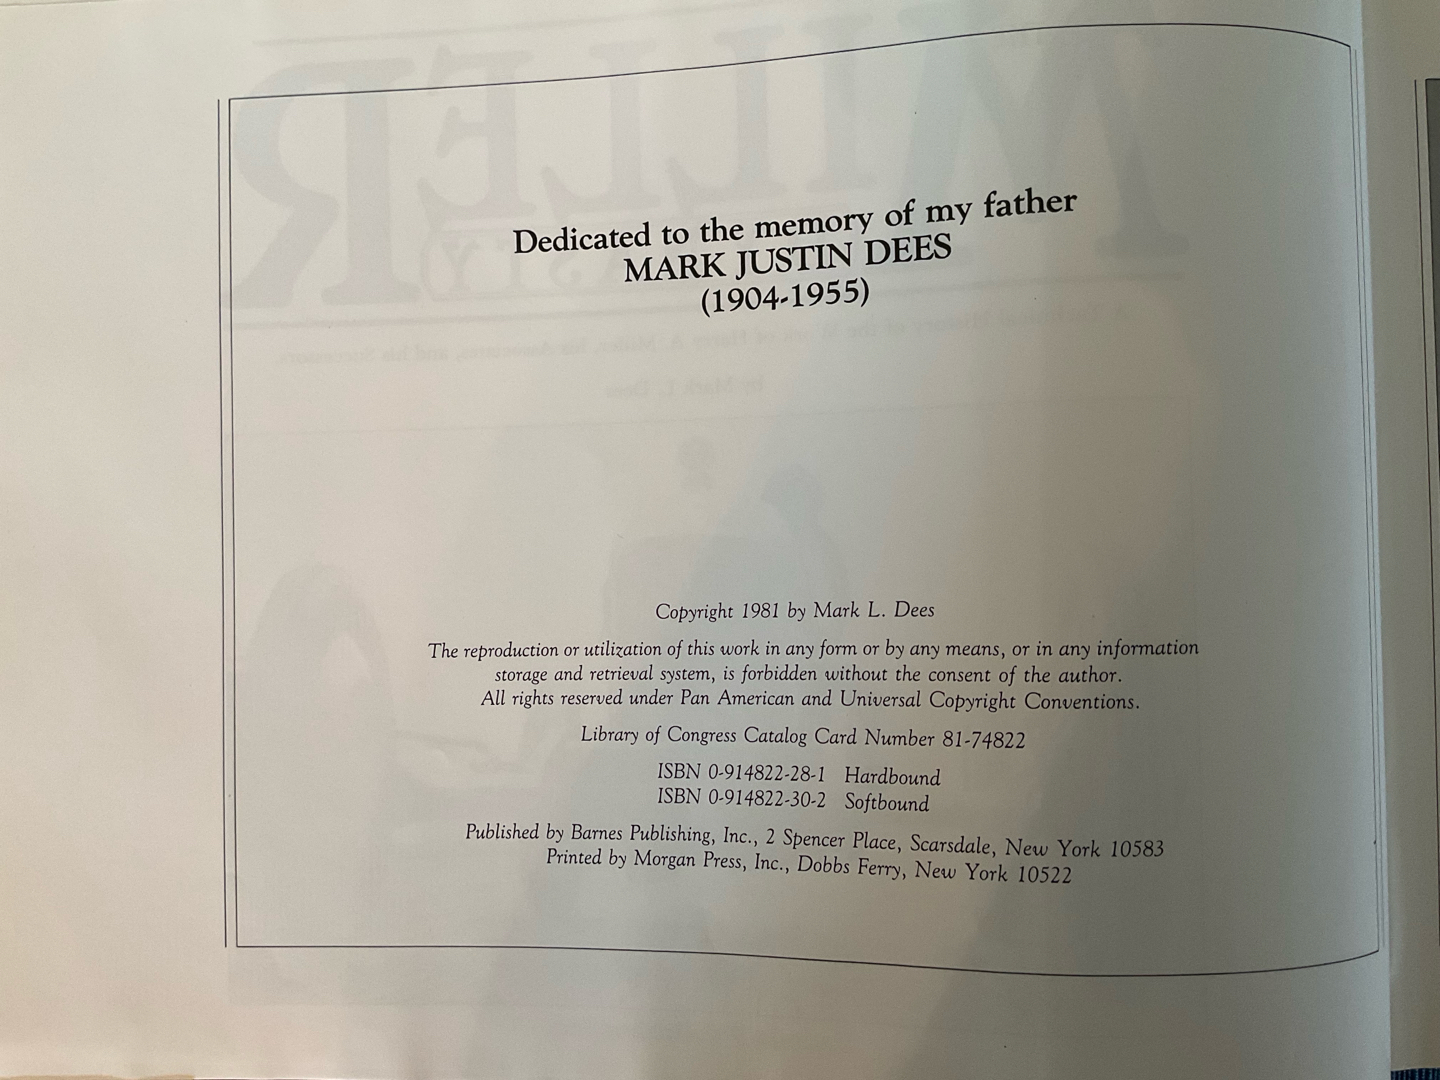 Dedicated to the memory of my father
MARK JUSTIN DEES
(1904-1955)
Copyright 1981 by Mark L. Dees
The reproduction or utilization of this work in any form or by any means, or in any information
storage and retrieval system, is forbidden without the consent of the author.
All rights reserved under Pan American and Universal Copyright Conventions.
Library of Congress Catalog Card Number 81-74822
ISBN 0-914822-28-1 Hardbound
ISBN 0-914822-30-2 Softbound
Published by Barnes Publishing, Inc., 2 Spencer Place, Scarsdale, New York 10583
Printed by Morgan Press, Inc., Dobbs Ferry, New York 10522